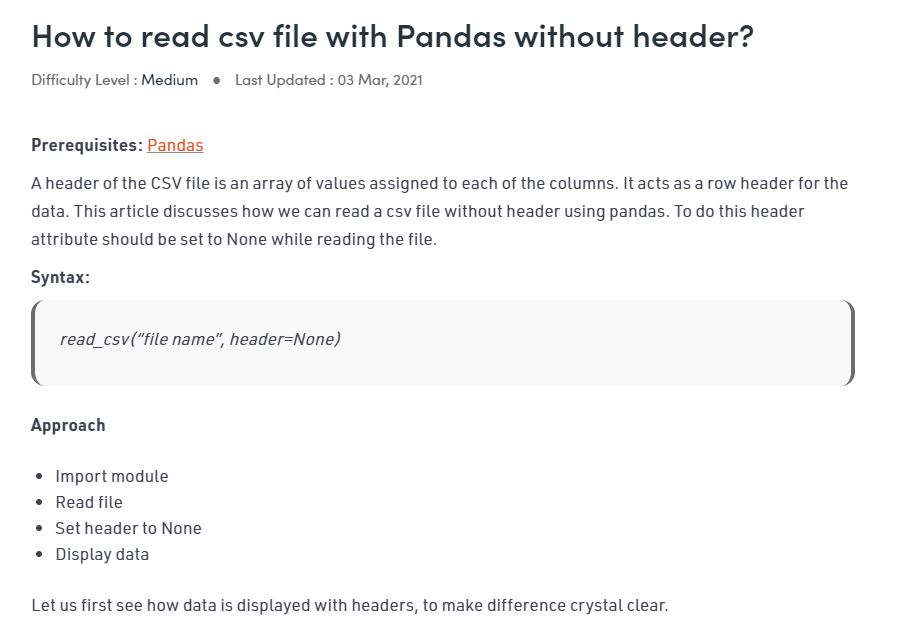 How to read csv file with Pandas without header?
Difficulty Level : Medium ● Last Updated : 03 Mar, 2021
Prerequisites: Pandas
A header of the CSV file is an array of values assigned to each of the columns. It acts as a row header for the
data. This article discusses how we can read a csv file without header using pandas. To do this header
attribute should be set to None while reading the file.
Syntax:
read_csv(“file name”, header=None)
Approach
• Import module
• Read file
• Set header to None
• Display data
Let us first see how data is displayed with headers, to make difference crystal clear.